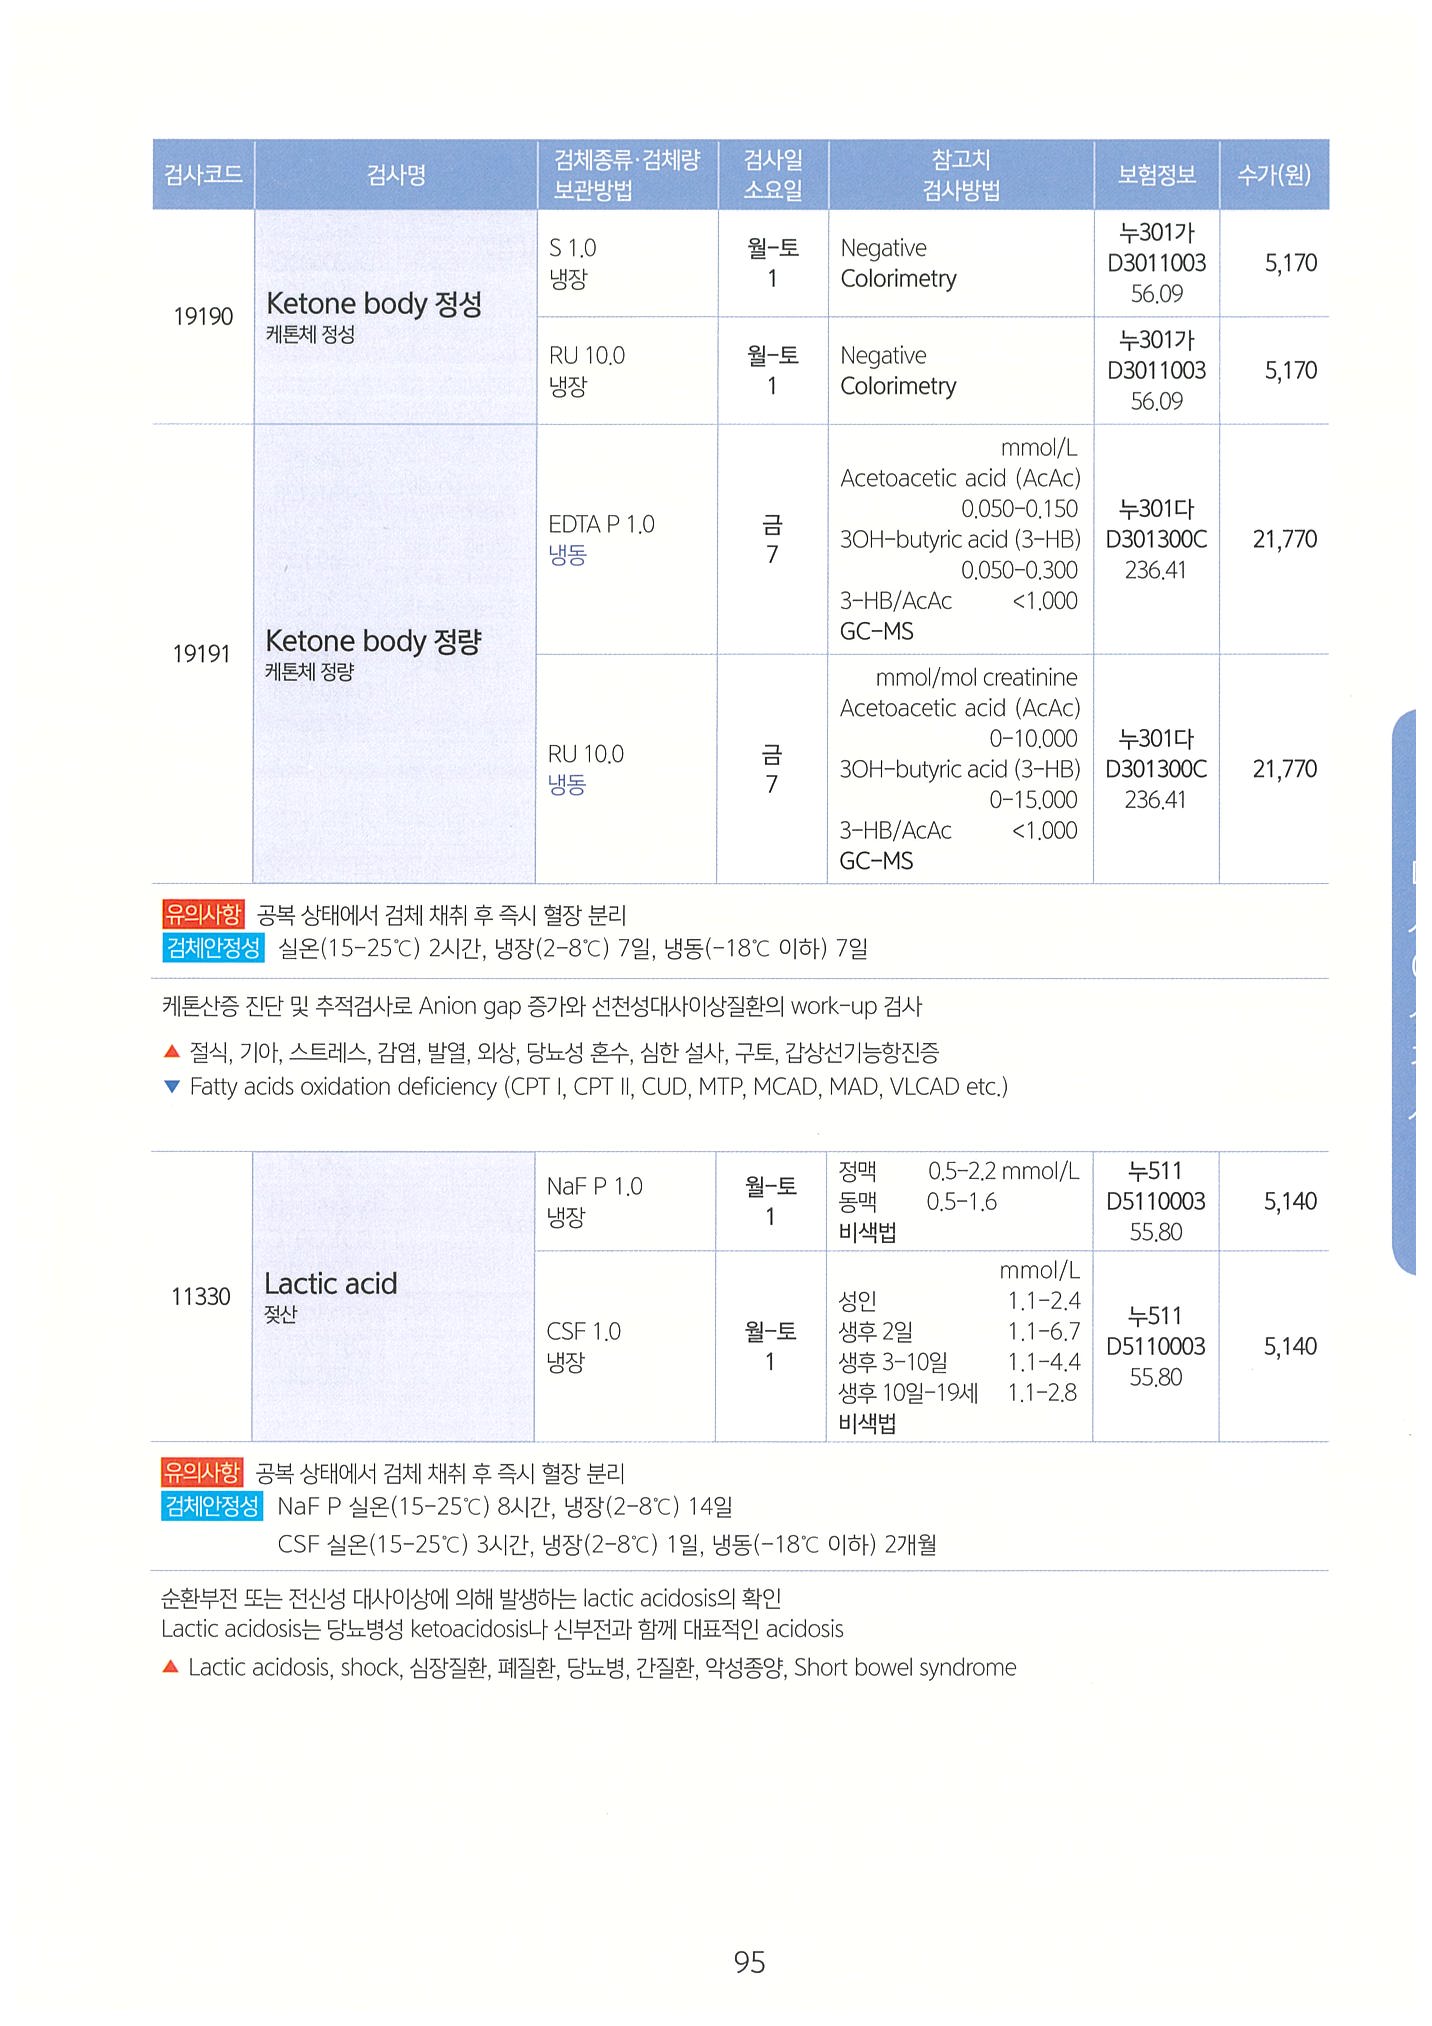 검사코드 검사명 검체종류·검체량 보관방법 검사일 소요일 참고치 검사방법 보험정보 수가(원)
19190
Ketone body 정성
케톤체 정성
S 1.0
냉장
월-토
1
Negative
Colorimetry
누301가
D3011003
56.09
5,170
RU 10.0
냉장
월-토
1
Negative
Colorimetry
누301가
D3011003
56.09
5,170
19191
Ketone body 정량
케톤체 정량
EDTA P 1.0
냉동
금
7
mmol/L
Acetoacetic acid (AcAc)
0.050-0.150
3OH-butyric acid (3-HB)
0.050-0.300
3-HB/AcAc <1.000
GC-MS
누301다
D301300C
236.41
21,770
RU 10.0
냉동
금
7
mmol/mol creatinine
Acetoacetic acid (AcAc)
0-10.000
3OH-butyric acid (3-HB)
0-15.000
3-HB/AcAc <1.000
GC-MS
누301다
D301300C
236.41
21,770
유의사항 공복 상태에서 검체 채취 후 즉시 혈장 분리
검체안정성 실온(15-25℃) 2시간, 냉장(2-8℃) 7일, 냉동(-18℃ 이하) 7일
케톤산증 진단 및 추적검사로 Anion gap 증가와 선천성대사이상질환의 work-up 검사
▲ 절식, 기아, 스트레스, 감염, 발열, 외상, 당뇨성 혼수, 심한 설사, 구토, 갑상선기능항진증
▼ Fatty acids oxidation deficiency (CPT I, CPT II, CUD, MTP, MCAD, MAD, VLCAD etc.)
11330
Lactic acid
젖산
NaF P 1.0
냉장
월-토
1
정맥 0.5-2.2 mmol/L
동맥 0.5-1.6
비색법
누511
D5110003
55.80
5,140
CSF 1.0
냉장
월-토
1
mmol/L
성인 1.1-2.4
생후 2일 1.1-6.7
생후 3-10일 1.1-4.4
생후 10일-19세 1.1-2.8
비색법
누511
D5110003
55.80
5,140
유의사항 공복 상태에서 검체 채취 후 즉시 혈장 분리
검체안정성 NaF P 실온(15-25℃) 8시간, 냉장(2-8℃) 14일
CSF 실온(15-25℃) 3시간, 냉장(2-8℃) 1일, 냉동(-18℃ 이하) 2개월
순환부전 또는 전신성 대사이상에 의해 발생하는 lactic acidosis의 확인
Lactic acidosis는 당뇨병성 ketoacidosis나 신부전과 함께 대표적인 acidosis
▲ Lactic acidosis, shock, 심장질환, 폐질환, 당뇨병, 간질환, 악성종양, Short bowel syndrome
95